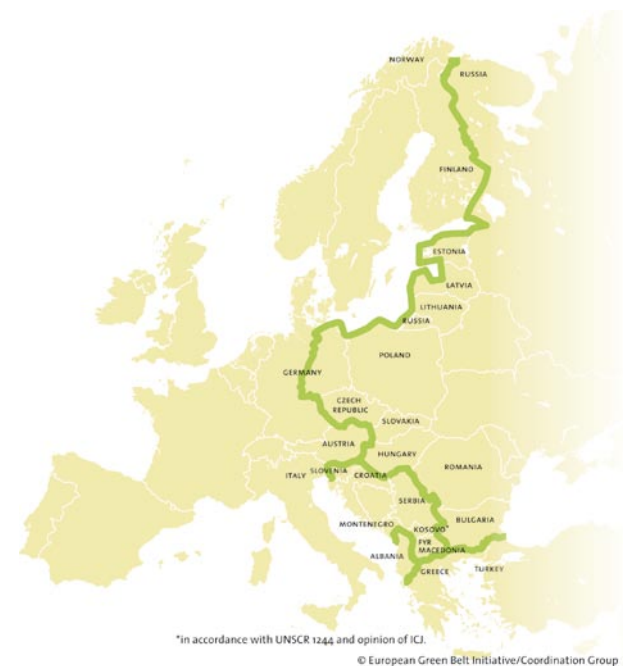 NORWAY
RUSSIA
FINLAND
ESTONIA
LATVIA
LITHUANIA
RUSSIA
POLAND
GERMANY
CZECH
REPUBLIC
SLOVAKIA
AUSTRIA
HUNGARY
ITALY
SLOVENIA
CROATIA
ROMANIA
SERBIA
MONTENEGRO
KOSOVO*
BULGARIA
FYR
MACEDONIA
ALBANIA
GREECE
TURKEY
*in accordance with UNSCR 1244 and opinion of ICJ.
© European Green Belt Initiative/Coordination Group